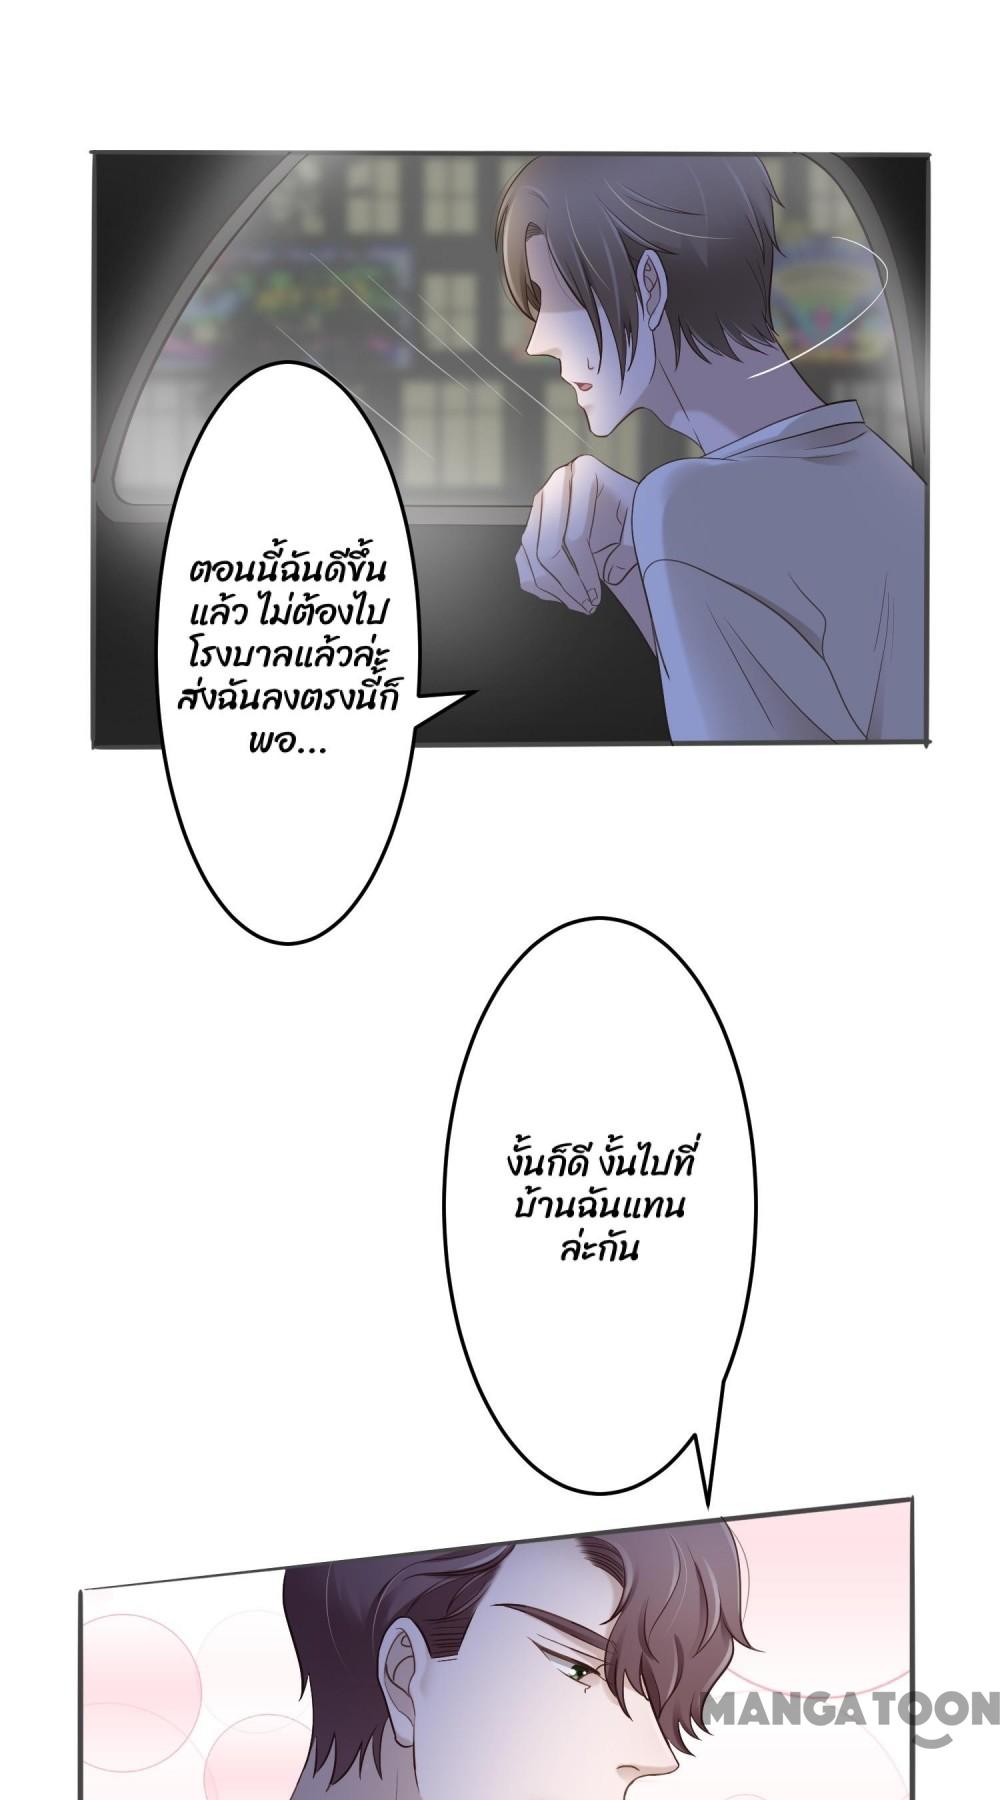 ตอนนี้ฉันดีขึ้น
แล้ว ไม่ต้องไป
โรงบาลแล้วล่ะ
ส่งฉันลงตรงนี้ก็
พอ...
งั้นก็ดี งั้นไปที่
บ้านฉันแทน
ล่ะกัน
MANGATOON